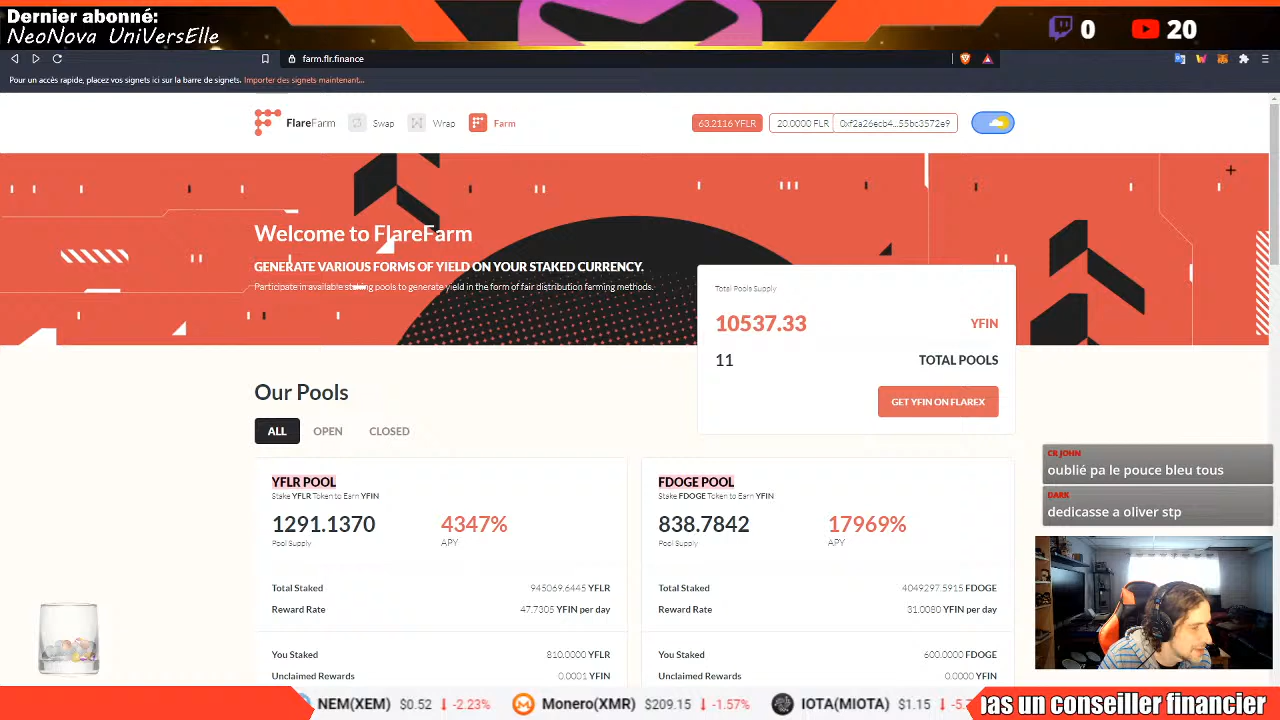 Dernier abonné:
NeoNova UniVersElle
0
20
farm.flr.finance
Pour un accès rapide, placez vos signets ici sur la barre de signets. Importer des signets maintenant...
FlareFarm
Swap
Wrap
Farm
63.2116 YFLR
20.0000 FLR
0xf2a26ecb4...55bc3572e9
Welcome to FlareFarm
GENERATE VARIOUS FORMS OF YIELD ON YOUR STAKED CURRENCY.
Participate in available staking pools to generate yield in the form of fair distribution farming methods.
Total Pools Supply
10537.33 YFIN
11 TOTAL POOLS
GET YFIN ON FLAREX
Our Pools
ALL OPEN CLOSED
YFLR POOL
Stake YFLR Token to Earn YFIN
1291.1370
Pool Supply
4347%
APY
Total Staked 945069.6445 YFLR
Reward Rate 47.7305 YFIN per day
You Staked 810.0000 YFLR
Unclaimed Rewards 0.0001 YFIN
FDOGE POOL
Stake FDOGE Token to Earn YFIN
838.7842
Pool Supply
17969%
APY
Total Staked 4049297.5915 FDOGE
Reward Rate 31.0080 YFIN per day
You Staked 600.0000 FDOGE
Unclaimed Rewards 0.0000 YFIN
CR JOHN
oublié pa le pouce bleu tous
DARK
dedicasse a oliver stp
NEM(XEM) $0.52 -2.23% Monero(XMR) $209.15 -1.57% IOTA(MIOTA) $1.15
un conseiller financier